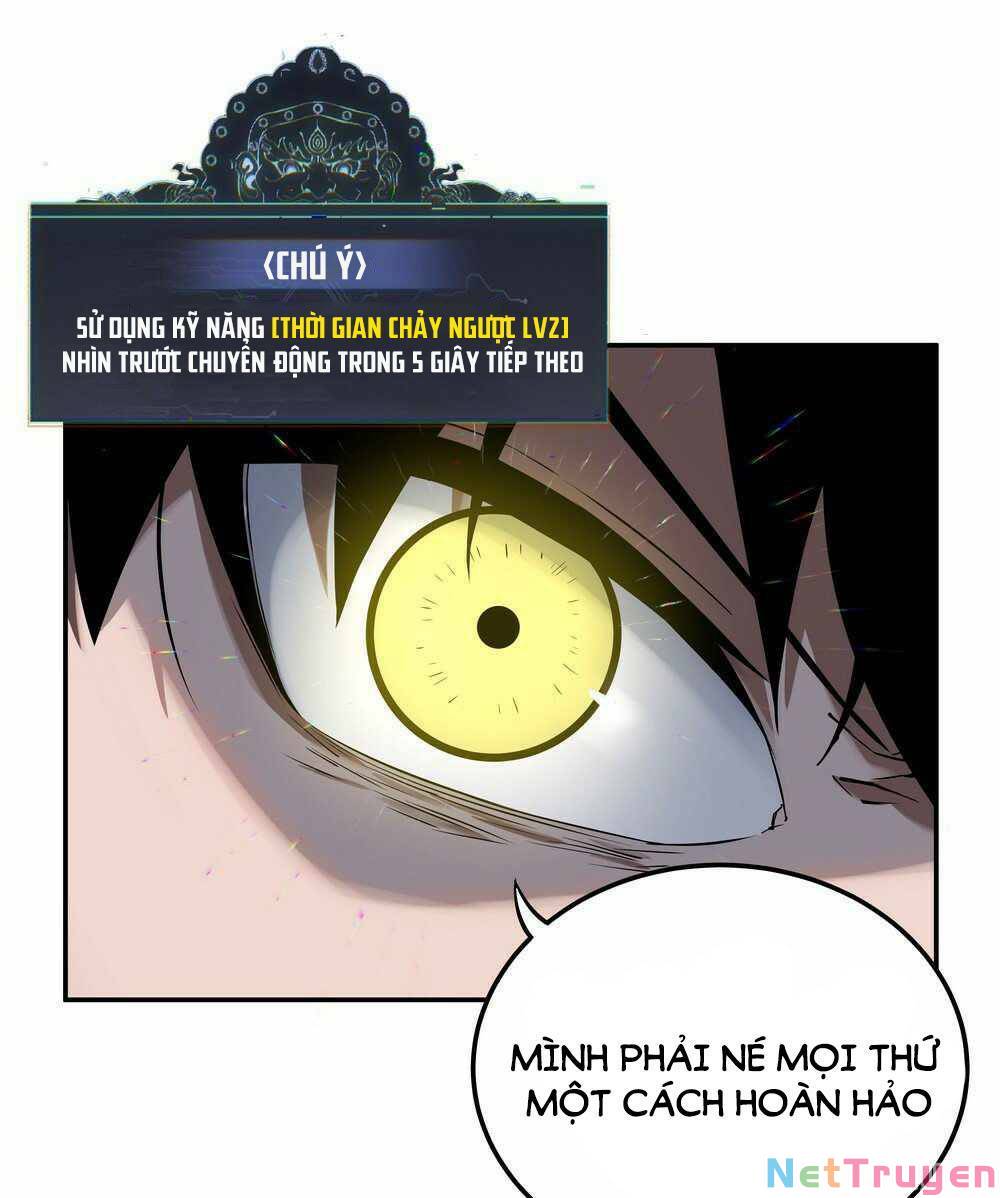 <CHÚ Ý>
SỬ DỤNG KỸ NĂNG [THỜI GIAN CHẢY NGƯỢC LV2]
NHÌN TRƯỚC CHUYỂN ĐỘNG TRONG 5 GIÂY TIẾP THEO
MÌNH PHẢI NÉ MỌI THỨ
MỘT CÁCH HOÀN HẢO
NetTruyen